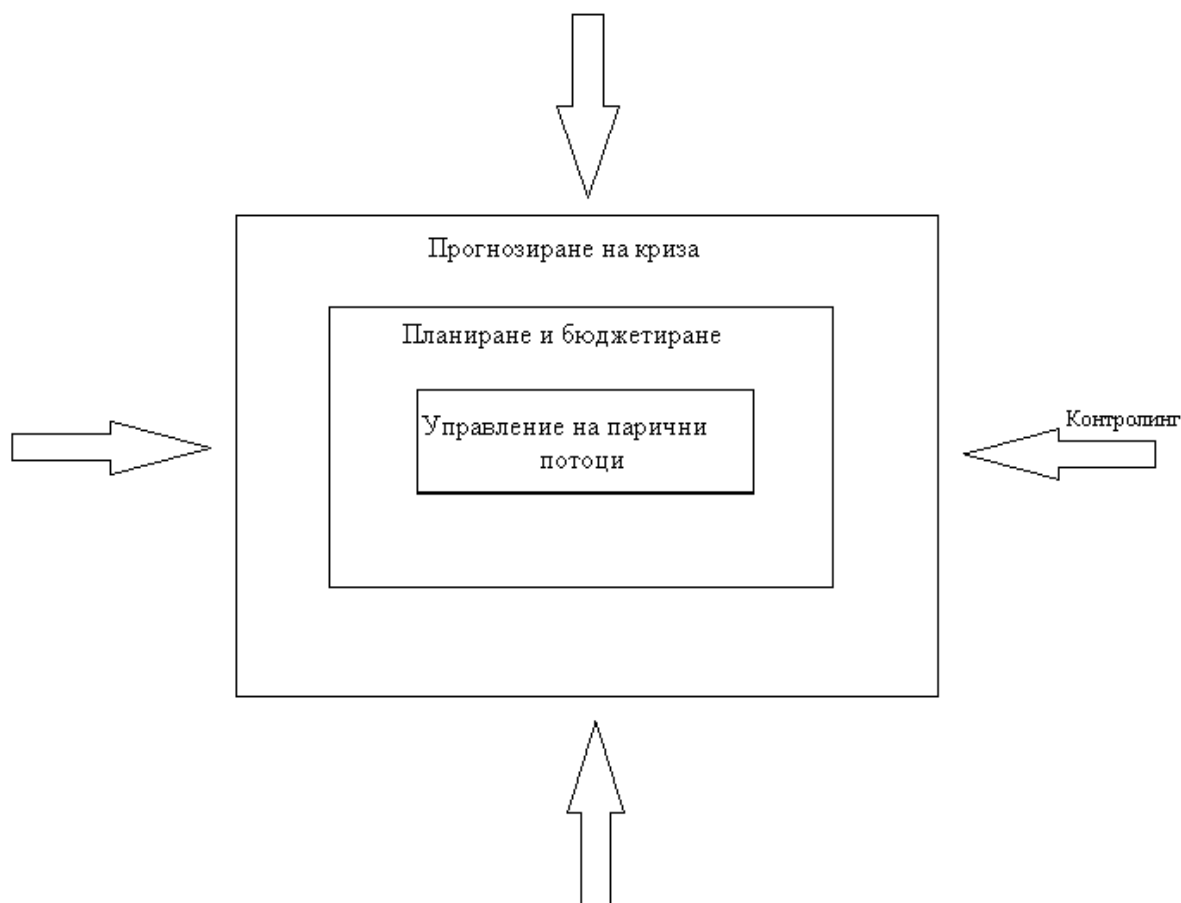 Прогнозиране на криза
Планиране и бюджетиране
Управление на парични
потоци
Контролинг